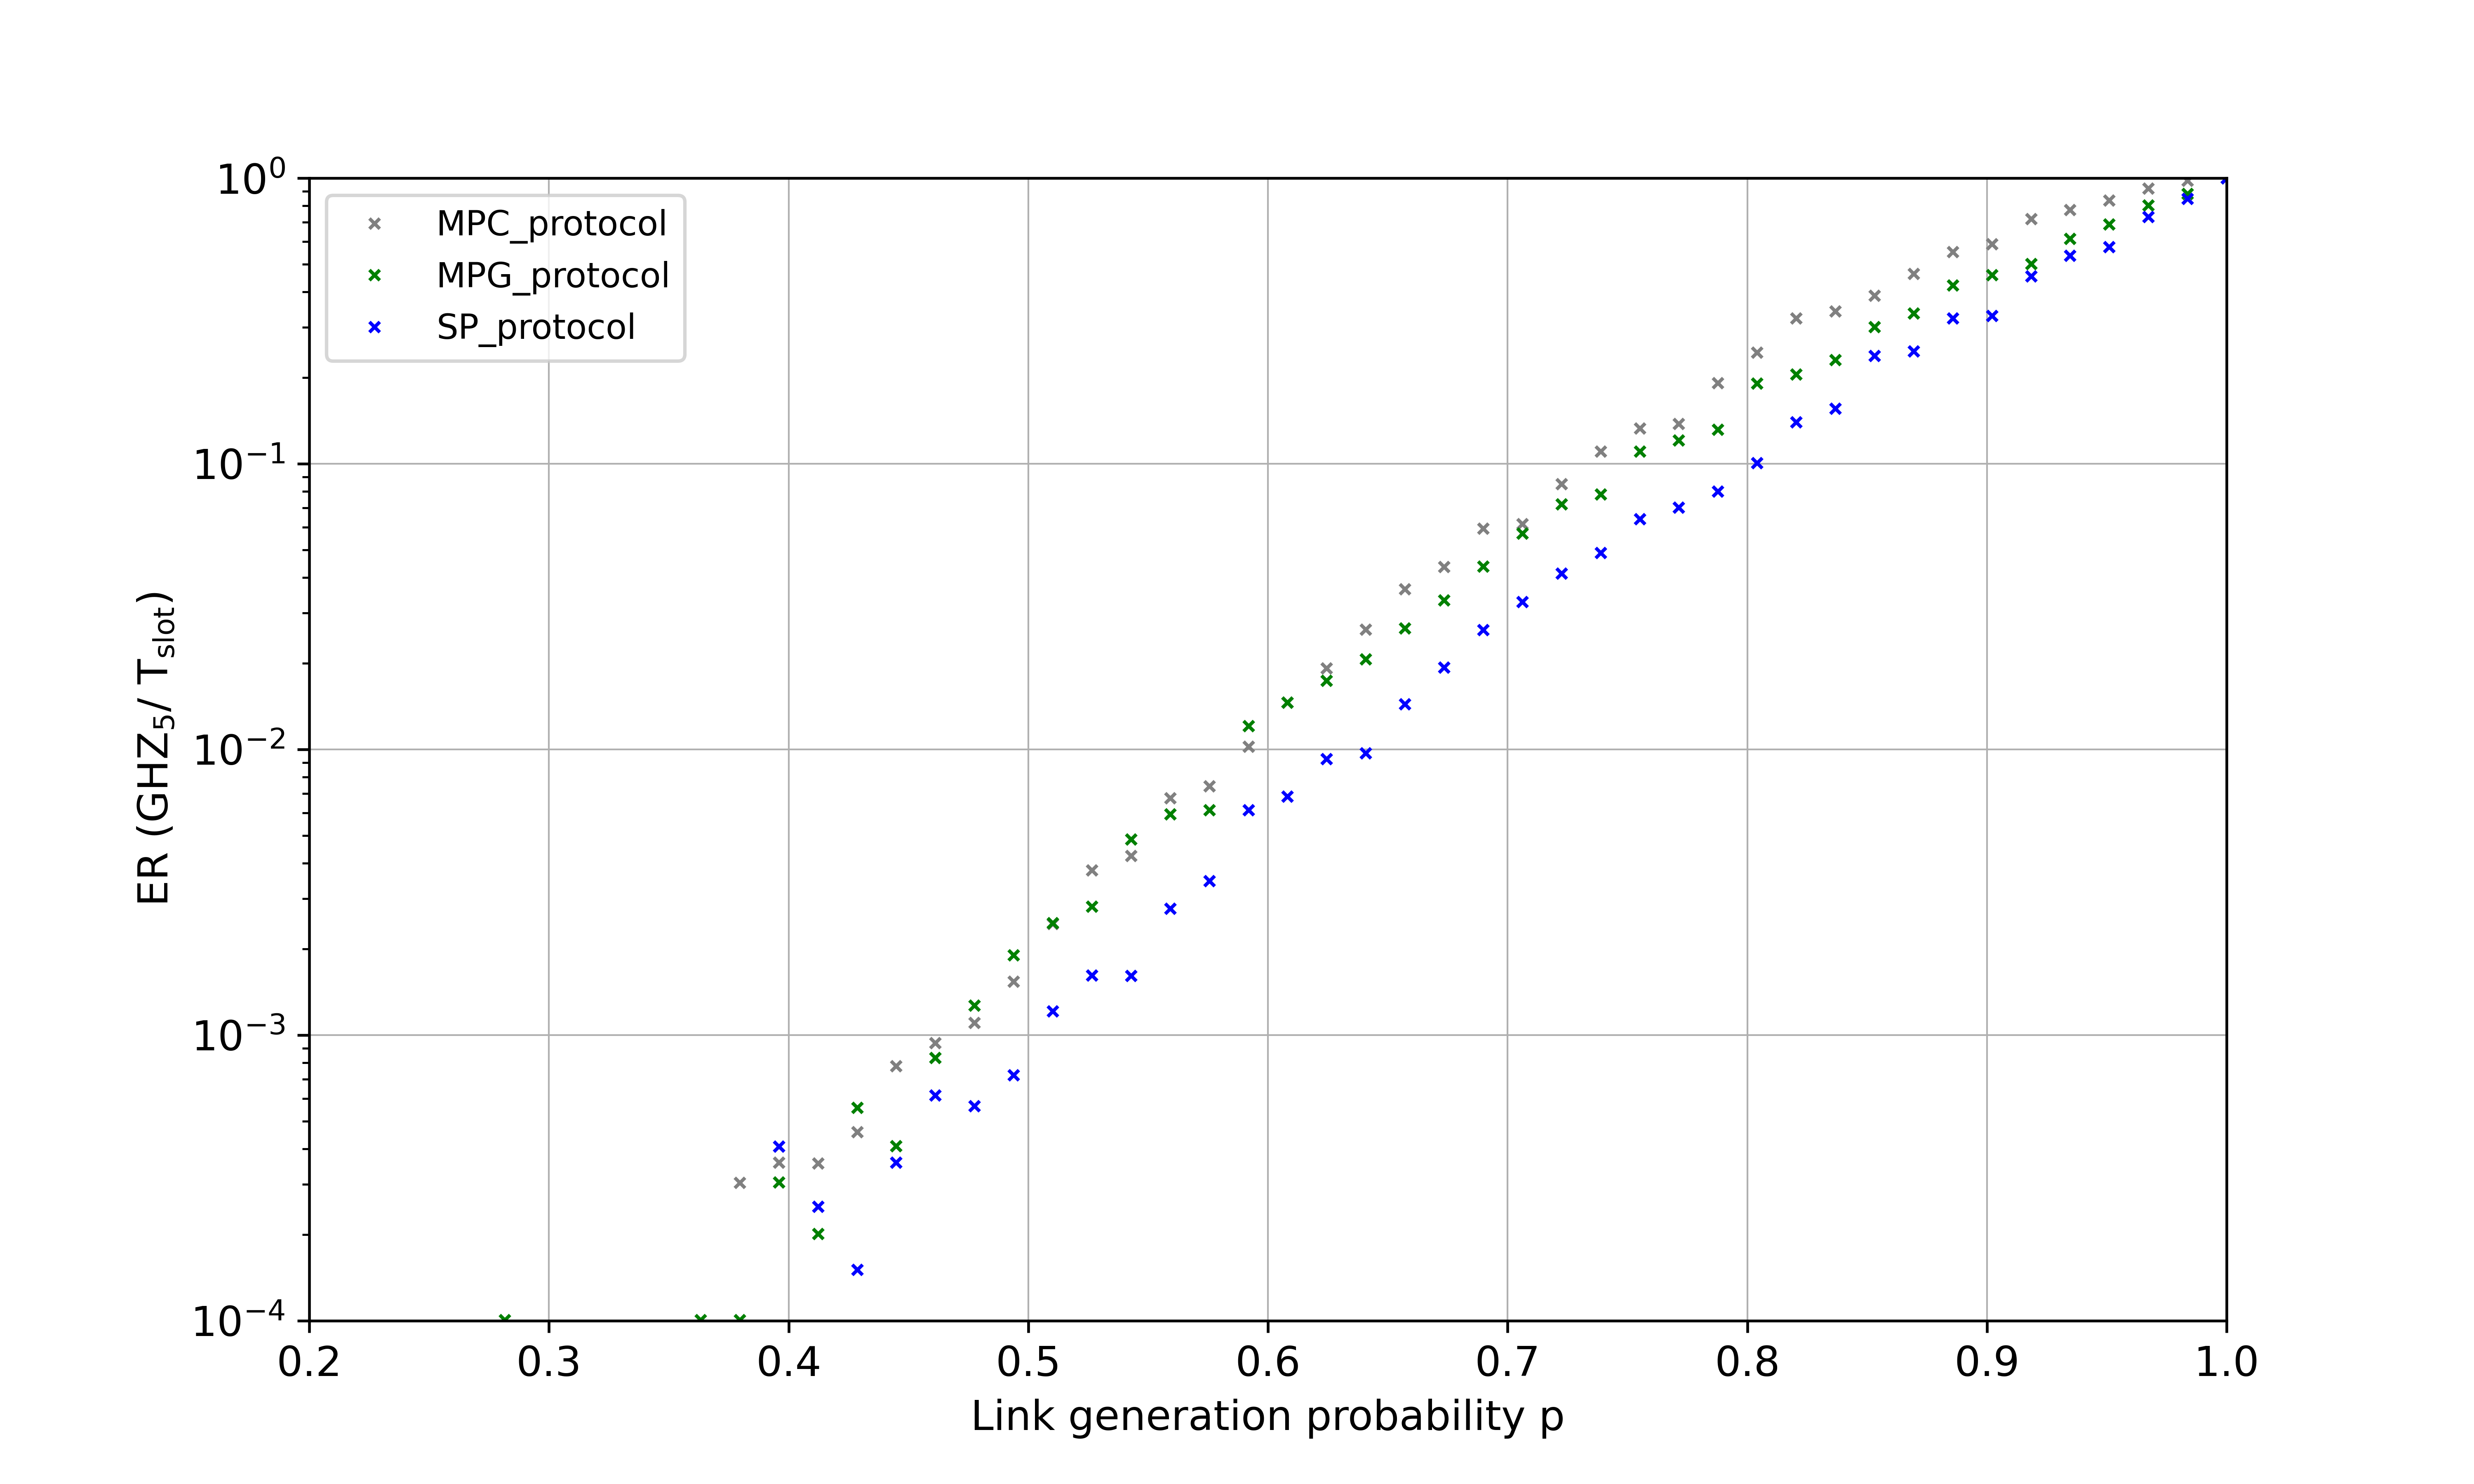 MPC_protocol
MPG_protocol
SP_protocol
10⁰
10⁻¹
10⁻²
10⁻³
10⁻⁴
ER (GHZ₅/ Tₛₗₒₜ)
0.2 0.3 0.4 0.5 0.6 0.7 0.8 0.9 1.0
Link generation probability p